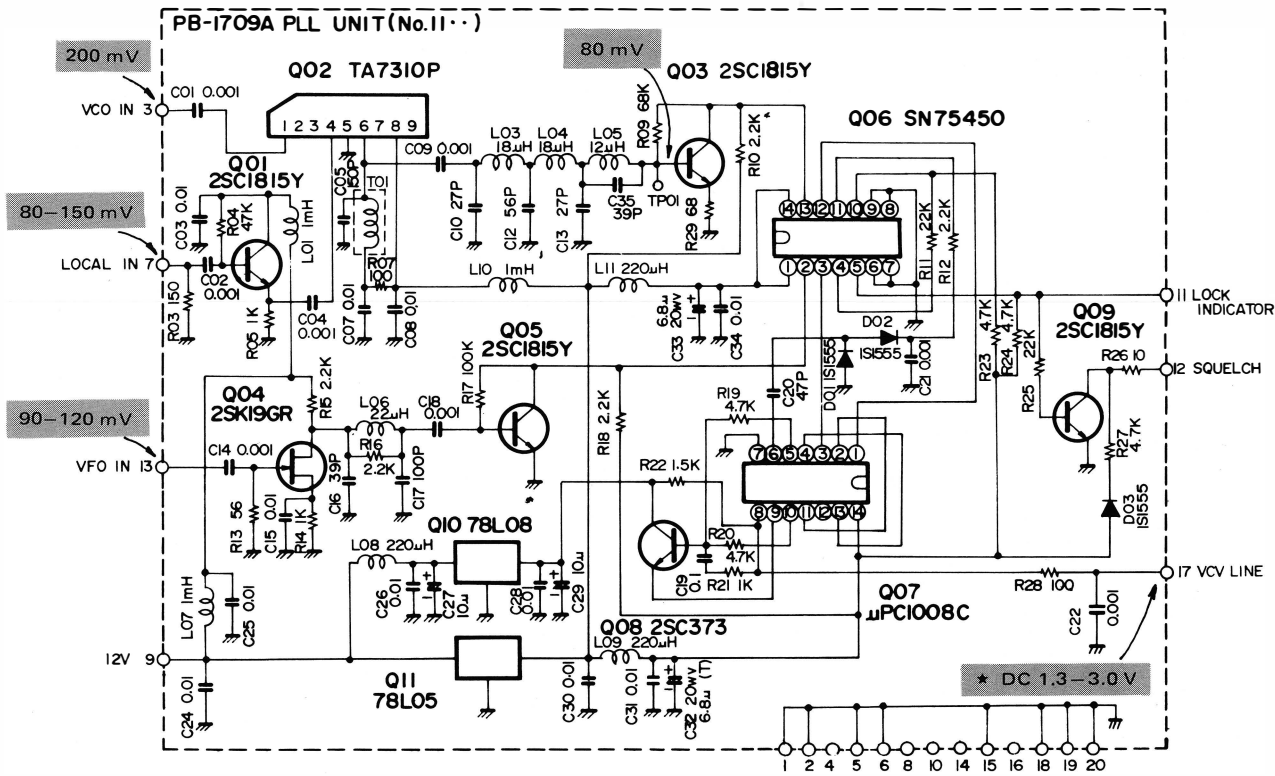 PB-1709A PLL UNIT(No.11··)
200 mV
80 mV
Q02 TA7310P
Q03 2SC1815Y
Q06 SN75450
C01 0.001
VCO IN 3
1 2 3 4 5 6 7 8 9
C09 0.001
L03
18μH
L04
18μH
L05
12μH
R09 68K
R10 2.2K
Q01
2SC1815Y
C05
150P
T01
TP01
C35
39P
C10 27P
C12 56P
C13 27P
R29 68
14 13 12 11 10 9 8
1 2 3 4 5 6 7
R11 22K
R12 2.2K
80–150 mV
C03 0.01
R04
47K
L01 1mH
LOCAL IN 7
C02
0.001
R03 150
R05 1K
C04
0.001
R07
100
C07 0.01
C08 0.01
L10 1mH
L11 220μH
C33
6.8μ
20wv
C34 0.01
11 LOCK
INDICATOR
Q05
2SC1815Y
D02
1S1555
D01 1S1555
C21 0.001
R23
4.7K
R24
4.7K
22K
R25
Q09
2SC1815Y
R26 10
12 SQUELCH
R27
4.7K
D03
1S1555
Q04
2SK19GR
R15 2.2K
L06
22μH
R16
2.2K
C18
0.001
R17 100K
R18 2.2K
R19
4.7K
C20
47P
90–120 mV
VFO IN 13
C14 0.001
C16 39P
C17 100P
R13 56
C15 0.01
R14 1K
7 6 5 4 3 2 1
8 9 10 11 12 13 14
R22 1.5K
R20
4.7K
C19
0.1
R21 1K
Q10 78L08
L08 220μH
C26
0.01
C27
10μ
C28
0.01
C29 10μ
Q07
μPC1008C
R28 100
17 VCV LINE
C22
0.001
L07 1mH
C25 0.01
Q08 2SC373
L09 220μH
12V 9
Q11
78L05
C24 0.01
C30 0.01
C31 0.01
C32 20wv
6.8μ (T)
★ DC 1.3–3.0 V
1 2 4 5 6 8 10 14 15 16 18 19 20